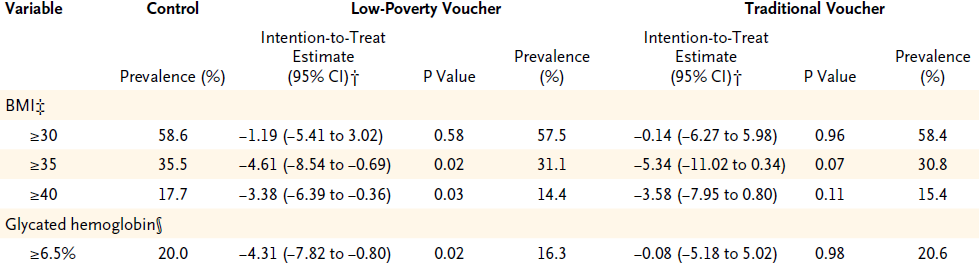 Variable Control Low-Poverty Voucher Traditional Voucher
Intention-to-Treat Intention-to-Treat
Estimate Prevalence Estimate Prevalence
Prevalence (%) (95% CI)† P Value (%) (95% CI)† P Value (%)
BMI‡
≥30 58.6 –1.19 (–5.41 to 3.02) 0.58 57.5 –0.14 (–6.27 to 5.98) 0.96 58.4
≥35 35.5 –4.61 (–8.54 to –0.69) 0.02 31.1 –5.34 (–11.02 to 0.34) 0.07 30.8
≥40 17.7 –3.38 (–6.39 to –0.36) 0.03 14.4 –3.58 (–7.95 to 0.80) 0.11 15.4
Glycated hemoglobin§
≥6.5% 20.0 –4.31 (–7.82 to –0.80) 0.02 16.3 –0.08 (–5.18 to 5.02) 0.98 20.6